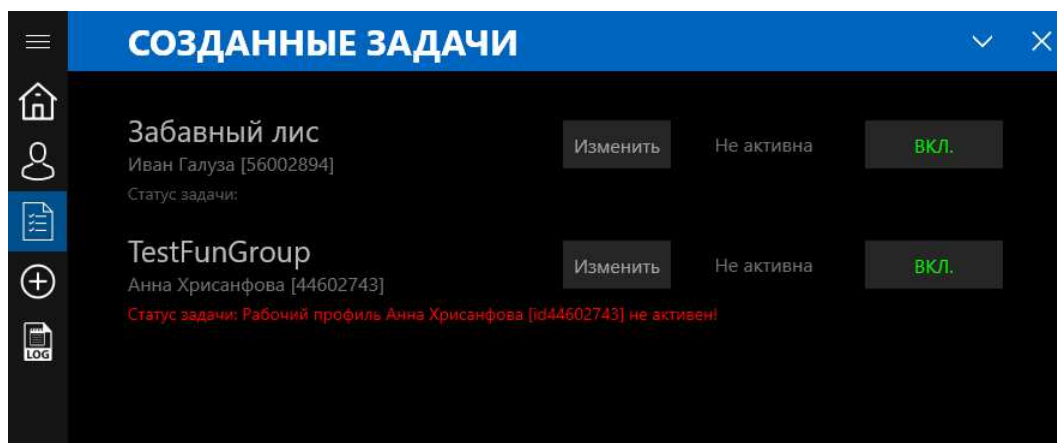 СОЗДАННЫЕ ЗАДАЧИ
Забавный лис
Иван Галуза [56002894]
Статус задачи:
Изменить
Не активна
ВКЛ.
TestFunGroup
Анна Хрисанфова [44602743]
Статус задачи: Рабочий профиль Анна Хрисанфова [id44602743] не активен!
Изменить
Не активна
ВКЛ.
LOG